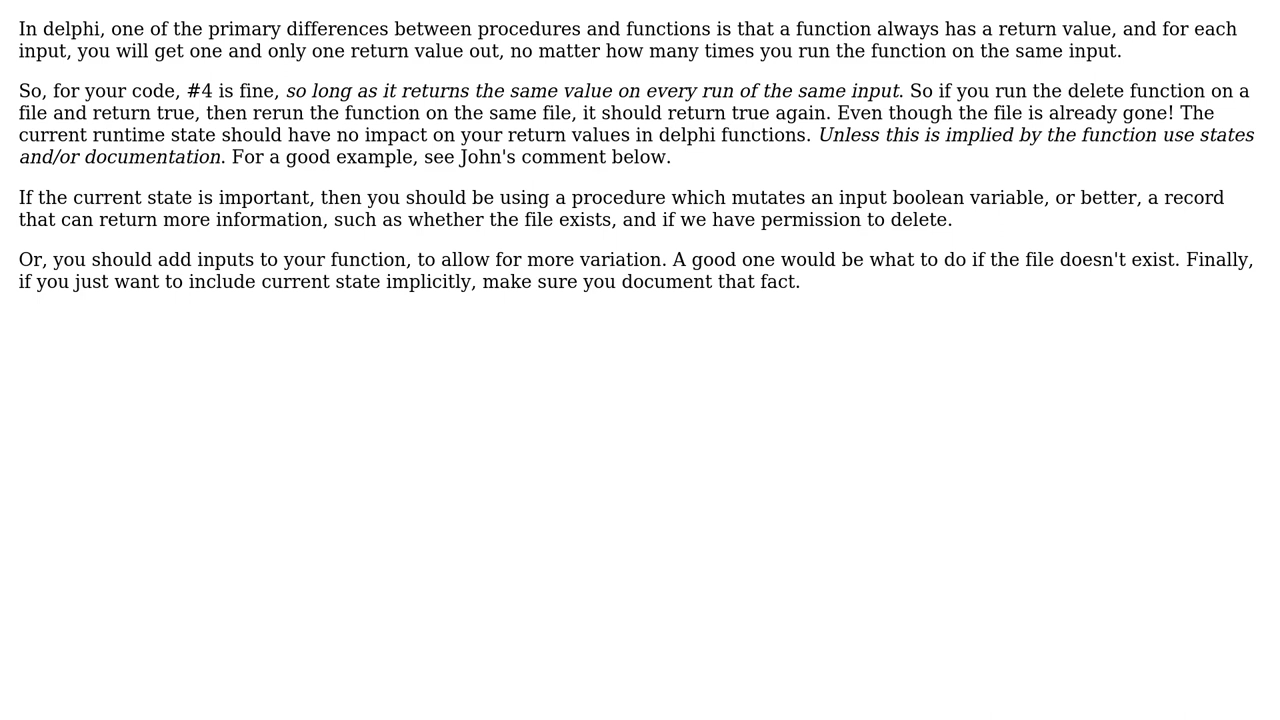 In delphi, one of the primary differences between procedures and functions is that a function always has a return value, and for each
input, you will get one and only one return value out, no matter how many times you run the function on the same input.
So, for your code, #4 is fine, so long as it returns the same value on every run of the same input. So if you run the delete function on a
file and return true, then rerun the function on the same file, it should return true again. Even though the file is already gone! The
current runtime state should have no impact on your return values in delphi functions. Unless this is implied by the function use states
and/or documentation. For a good example, see John's comment below.
If the current state is important, then you should be using a procedure which mutates an input boolean variable, or better, a record
that can return more information, such as whether the file exists, and if we have permission to delete.
Or, you should add inputs to your function, to allow for more variation. A good one would be what to do if the file doesn't exist. Finally,
if you just want to include current state implicitly, make sure you document that fact.